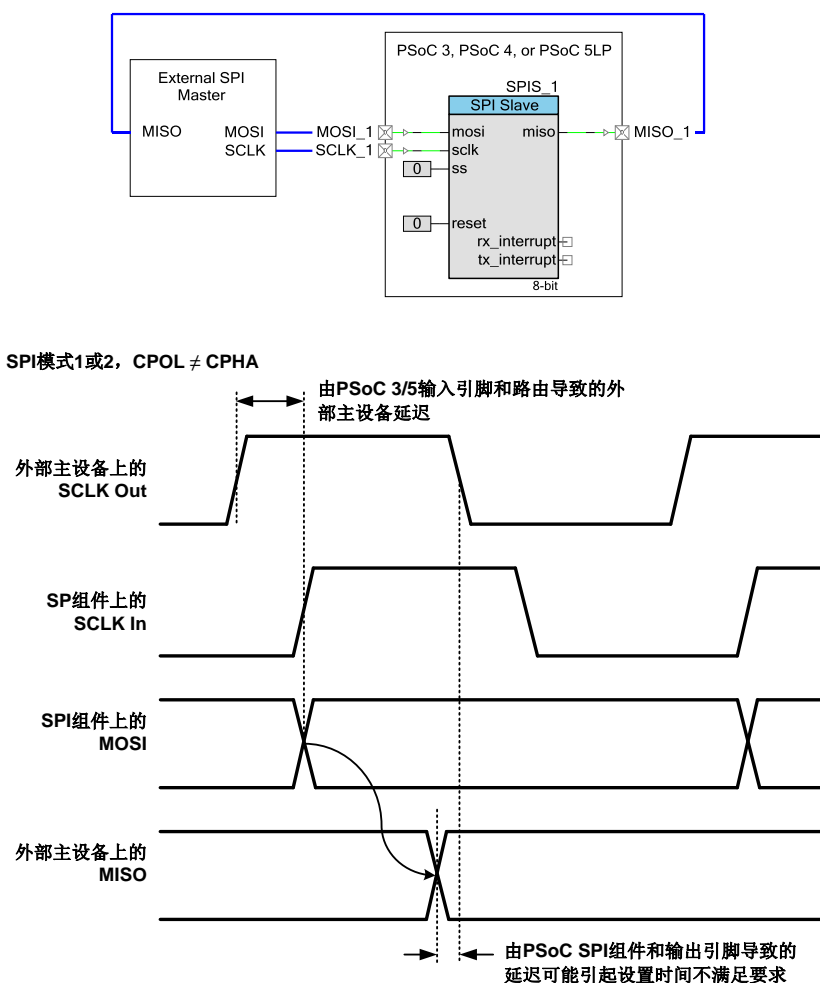 PSoC 3, PSoC 4, or PSoC 5LP
External SPI
Master
SPIS_1
SPI Slave
MISO
MOSI
MOSI_1
mosi
miso
MISO_1
SCLK
SCLK_1
sclk
0
ss
0
reset
rx_interrupt
tx_interrupt
8-bit
SPI模式1或2，CPOL ≠ CPHA
由PSoC 3/5输入引脚和路由导致的外
部主设备延迟
外部主设备上的
SCLK Out
SP组件上的
SCLK In
SPI组件上的
MOSI
外部主设备上的
MISO
由PSoC SPI组件和输出引脚导致的
延迟可能引起设置时间不满足要求